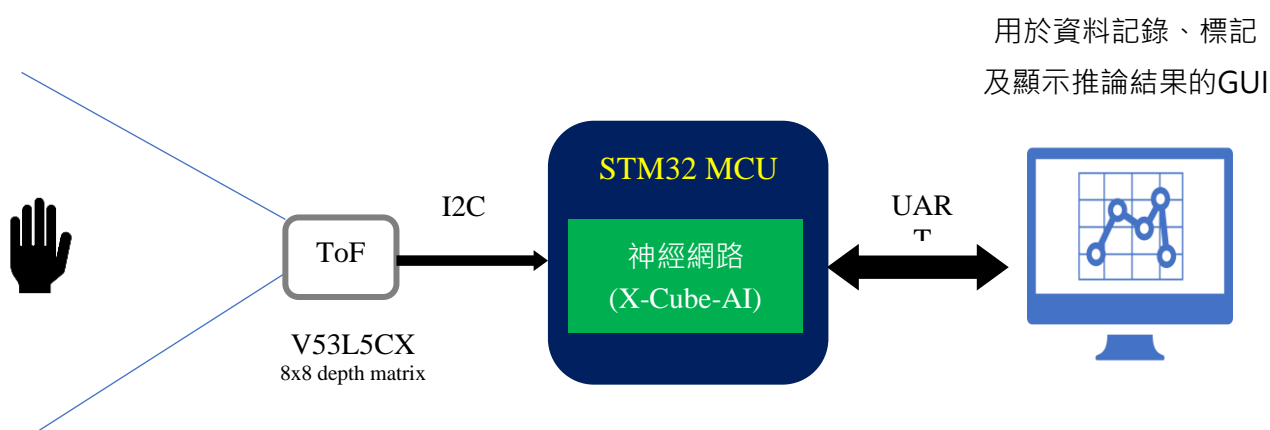 用於資料記錄、標記
及顯示推論結果的GUI
STM32 MCU
I2C
UAR
T
ToF
神經網路
(X-Cube-AI)
V53L5CX
8x8 depth matrix